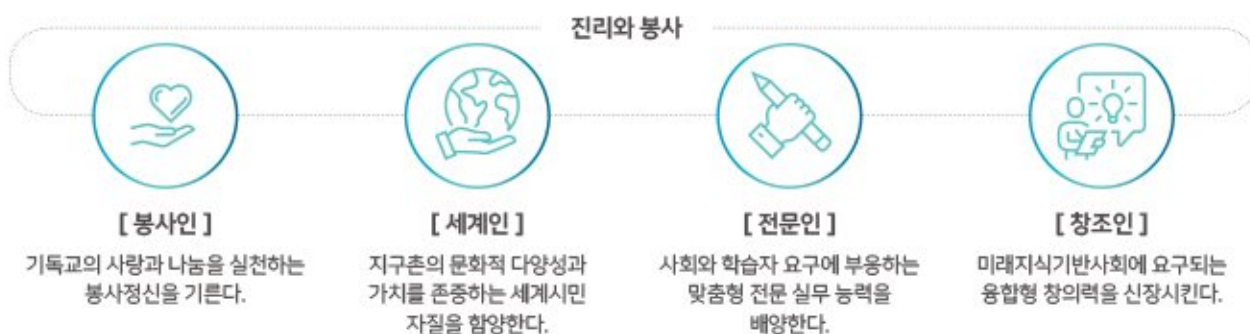 진리와 봉사
[ 봉사인 ]
기독교의 사랑과 나눔을 실천하는
봉사정신을 기른다.
[ 세계인 ]
지구촌의 문화적 다양성과
가치를 존중하는 세계시민
자질을 함양한다.
[ 전문인 ]
사회와 학습자 요구에 부응하는
맞춤형 전문 실무 능력을
배양한다.
[ 창조인 ]
미래지식기반사회에 요구되는
융합형 창의력을 신장시킨다.